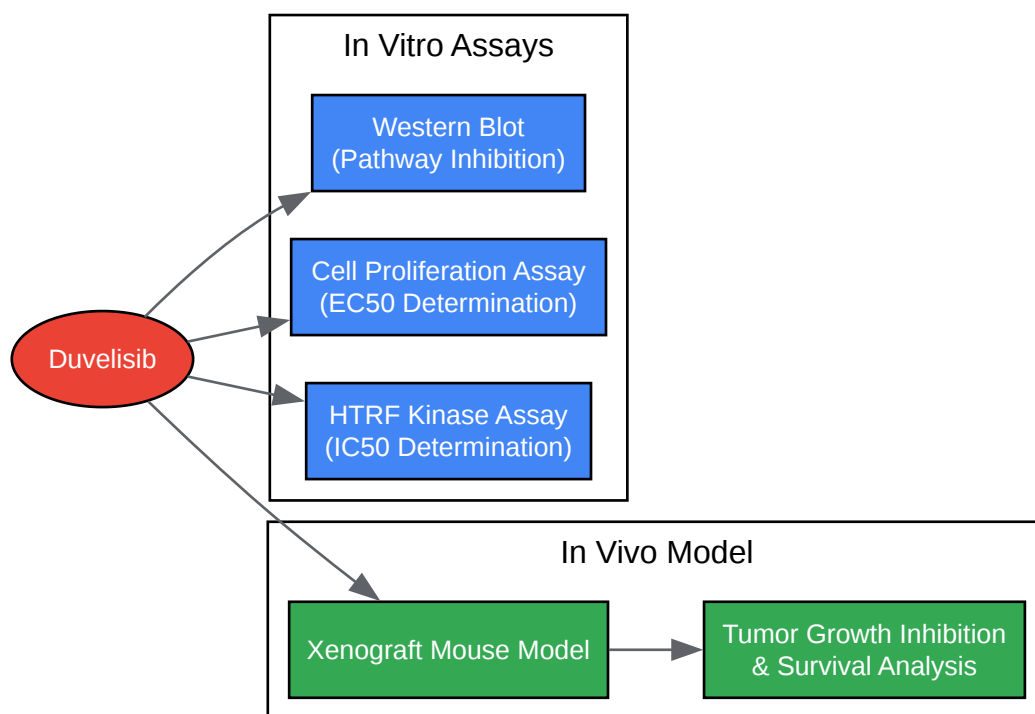 In Vitro Assays
Western Blot
(Pathway Inhibition)
Cell Proliferation Assay
(EC50 Determination)
Duvelisib
HTRF Kinase Assay
(IC50 Determination)
In Vivo Model
Xenograft Mouse Model
Tumor Growth Inhibition
& Survival Analysis